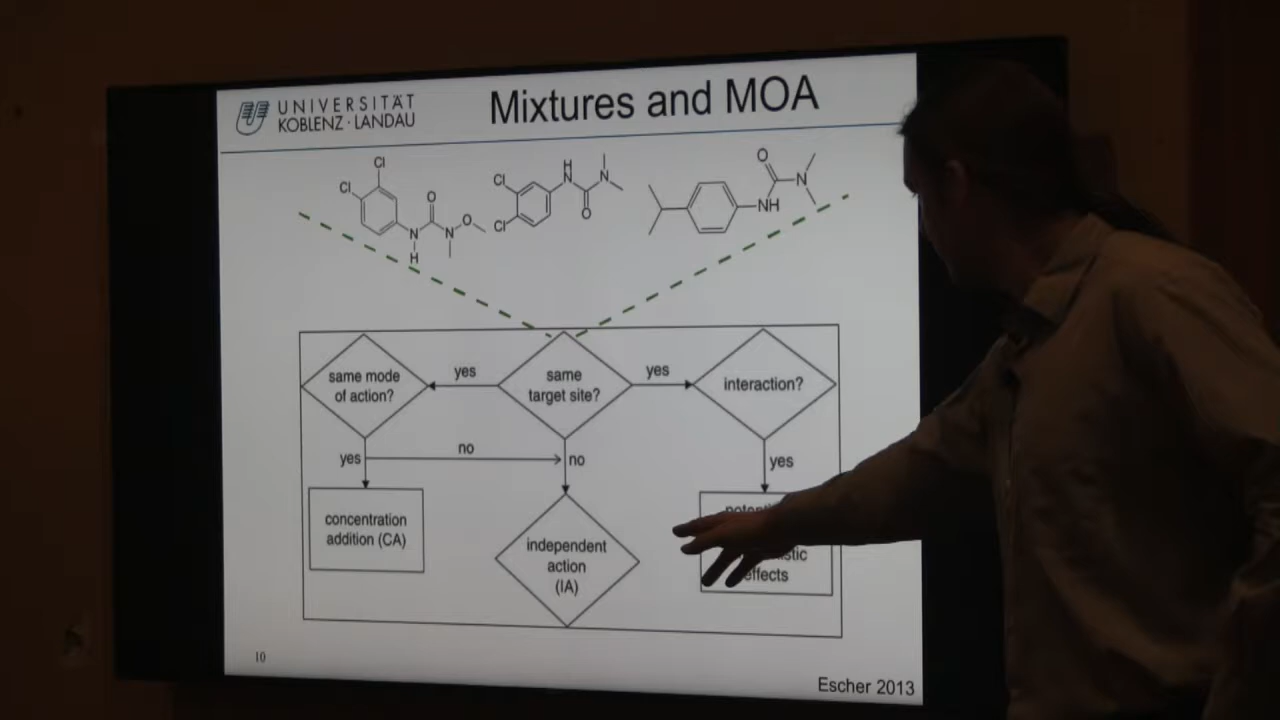 UNIVERSITÄT
KOBLENZ · LANDAU
Mixtures and MOA
Cl
Cl
O
N
H
N
O
Cl
Cl
H
N
O
N
O
NH
N
same mode
of action?
yes
same
target site?
yes
interaction?
yes
no
no
yes
concentration
addition (CA)
independent
action
(IA)
effects
10
Escher 2013